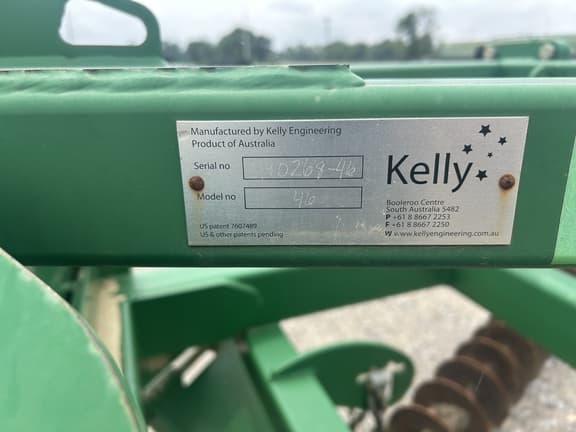 Manufactured by Kelly Engineering
Product of Australia
Serial no 10268-46
Model no 46
US patent 7607489
US & other patents pending
Kelly
Booleroo Centre
South Australia 5482
P +61 8 8667 2253
F +61 8 8667 2250
W www.kellyengineering.com.au